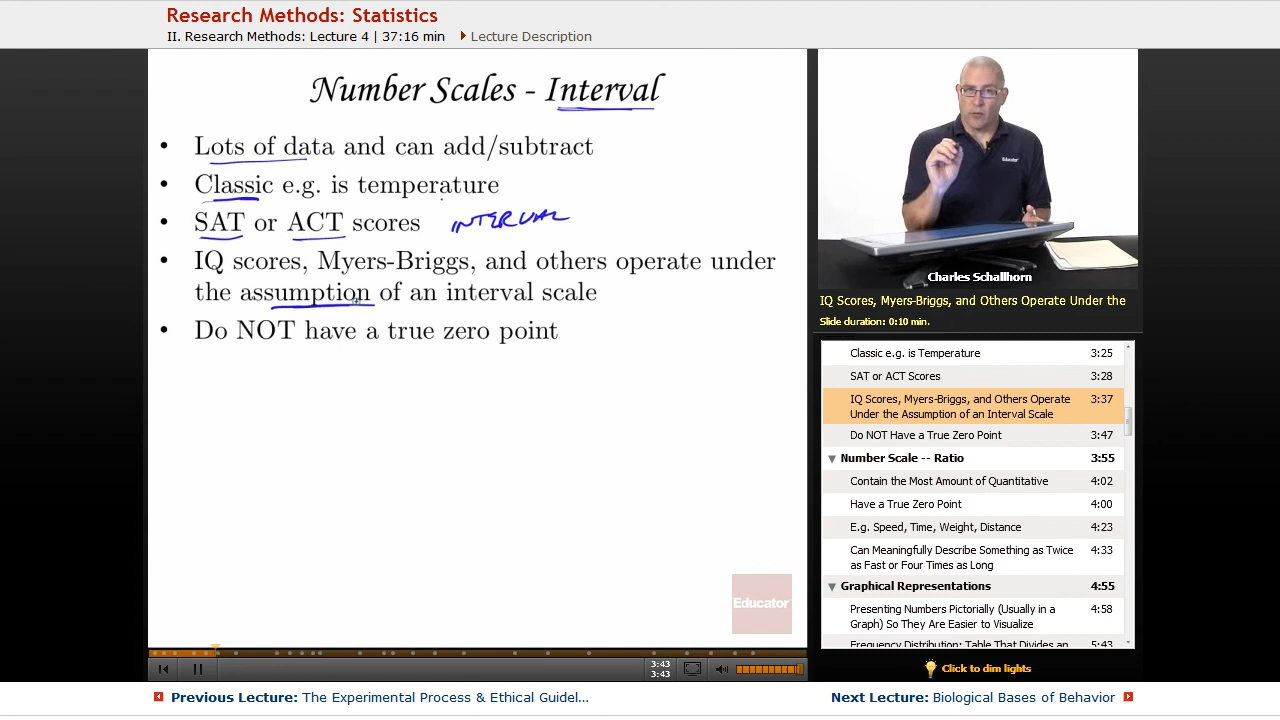 Research Methods: Statistics
II. Research Methods: Lecture 4 | 37:16 min
Lecture Description
Number Scales - Interval
• Lots of data and can add/subtract
• Classic e.g. is temperature
• SAT or ACT scores INTERVAL
• IQ scores, Myers-Briggs, and others operate under
the assumption of an interval scale
• Do NOT have a true zero point
Educator
3:43
3:43
Educator
Charles Schallhorn
IQ Scores, Myers-Briggs, and Others Operate Under the
Slide duration: 0:10 min.
Classic e.g. is Temperature 3:25
SAT or ACT Scores 3:28
IQ Scores, Myers-Briggs, and Others Operate 3:37
Under the Assumption of an Interval Scale
Do NOT Have a True Zero Point 3:47
Number Scale -- Ratio 3:55
Contain the Most Amount of Quantitative 4:02
Have a True Zero Point 4:00
E.g. Speed, Time, Weight, Distance 4:23
Can Meaningfully Describe Something as Twice 4:33
as Fast or Four Times as Long
Graphical Representations 4:55
Presenting Numbers Pictorially (Usually in a 4:58
Graph) So They Are Easier to Visualize
Frequency Distribution: Table That Divides an 5:43
Click to dim lights
Previous Lecture: The Experimental Process & Ethical Guidel...
Next Lecture: Biological Bases of Behavior